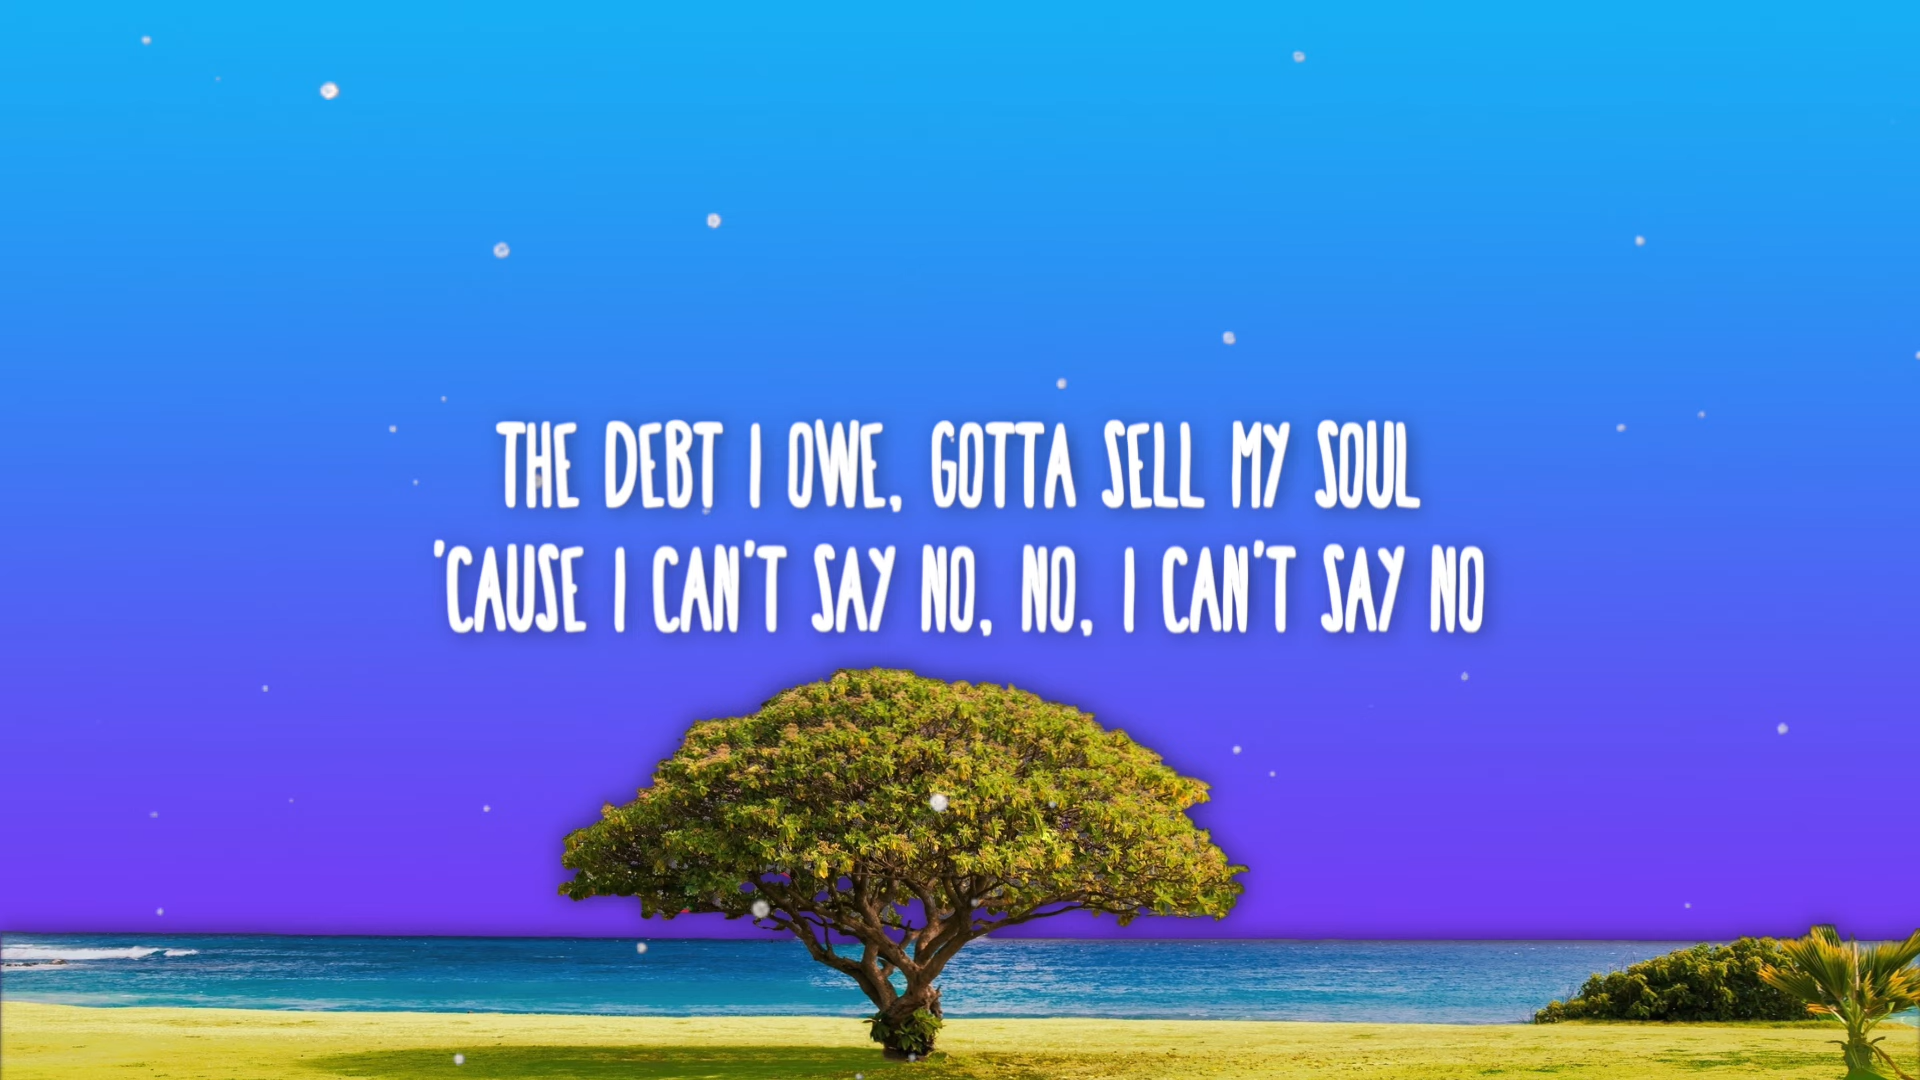 THE DEBT I OWE, GOTTA SELL MY SOUL
'CAUSE I CAN'T SAY NO, NO, I CAN'T SAY NO